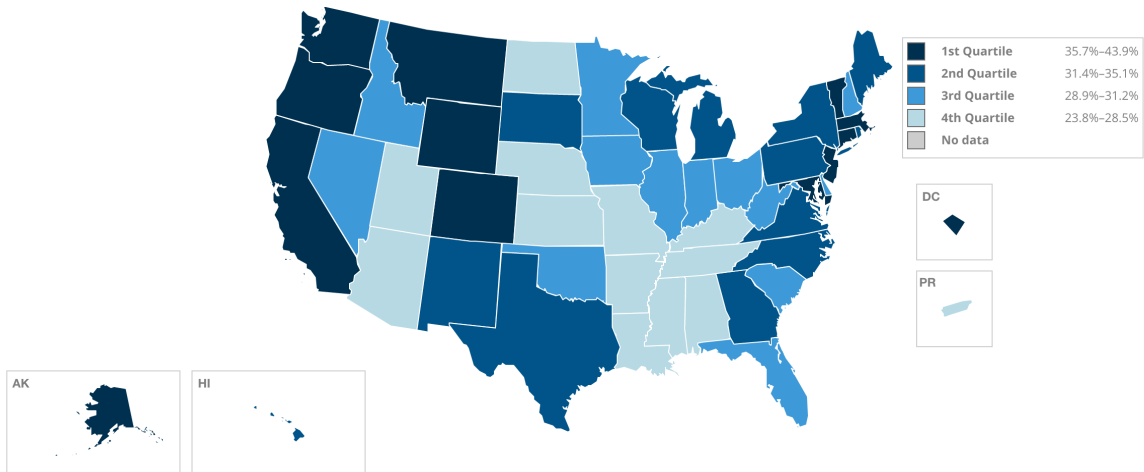 1st Quartile 35.7%–43.9%
2nd Quartile 31.4%–35.1%
3rd Quartile 28.9%–31.2%
4th Quartile 23.8%–28.5%
No data
DC
PR
AK
HI